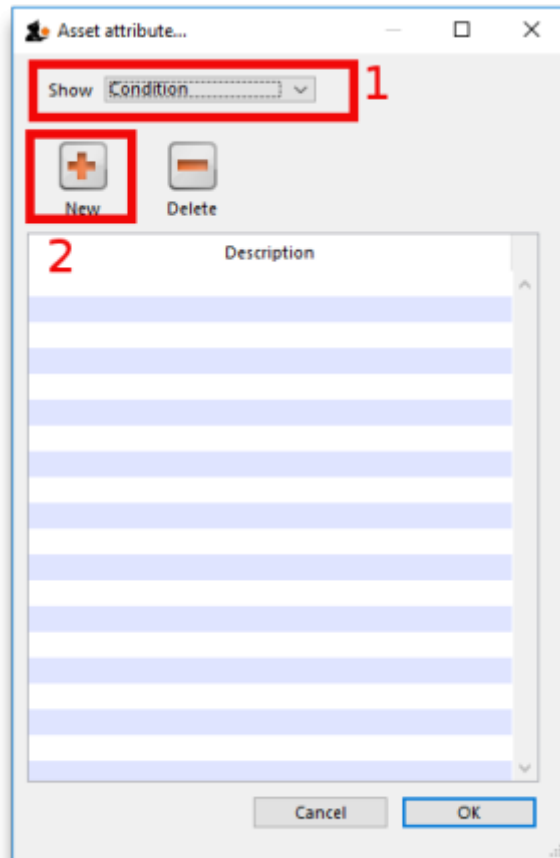 Asset attribute...
Show Condition 1
New Delete
2 Description
Cancel OK